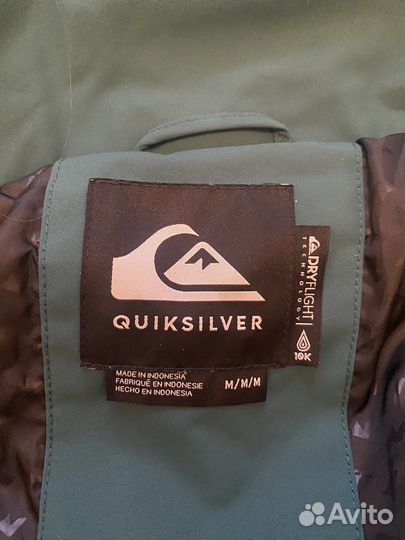 QUIKSILVER
MADE IN INDONESIA
FABRIQUÉ EN INDONESIE
HECHO EN INDONESIA
M/M/M
DRYFLIGHT
TECHNOLOGY
10K
Avito